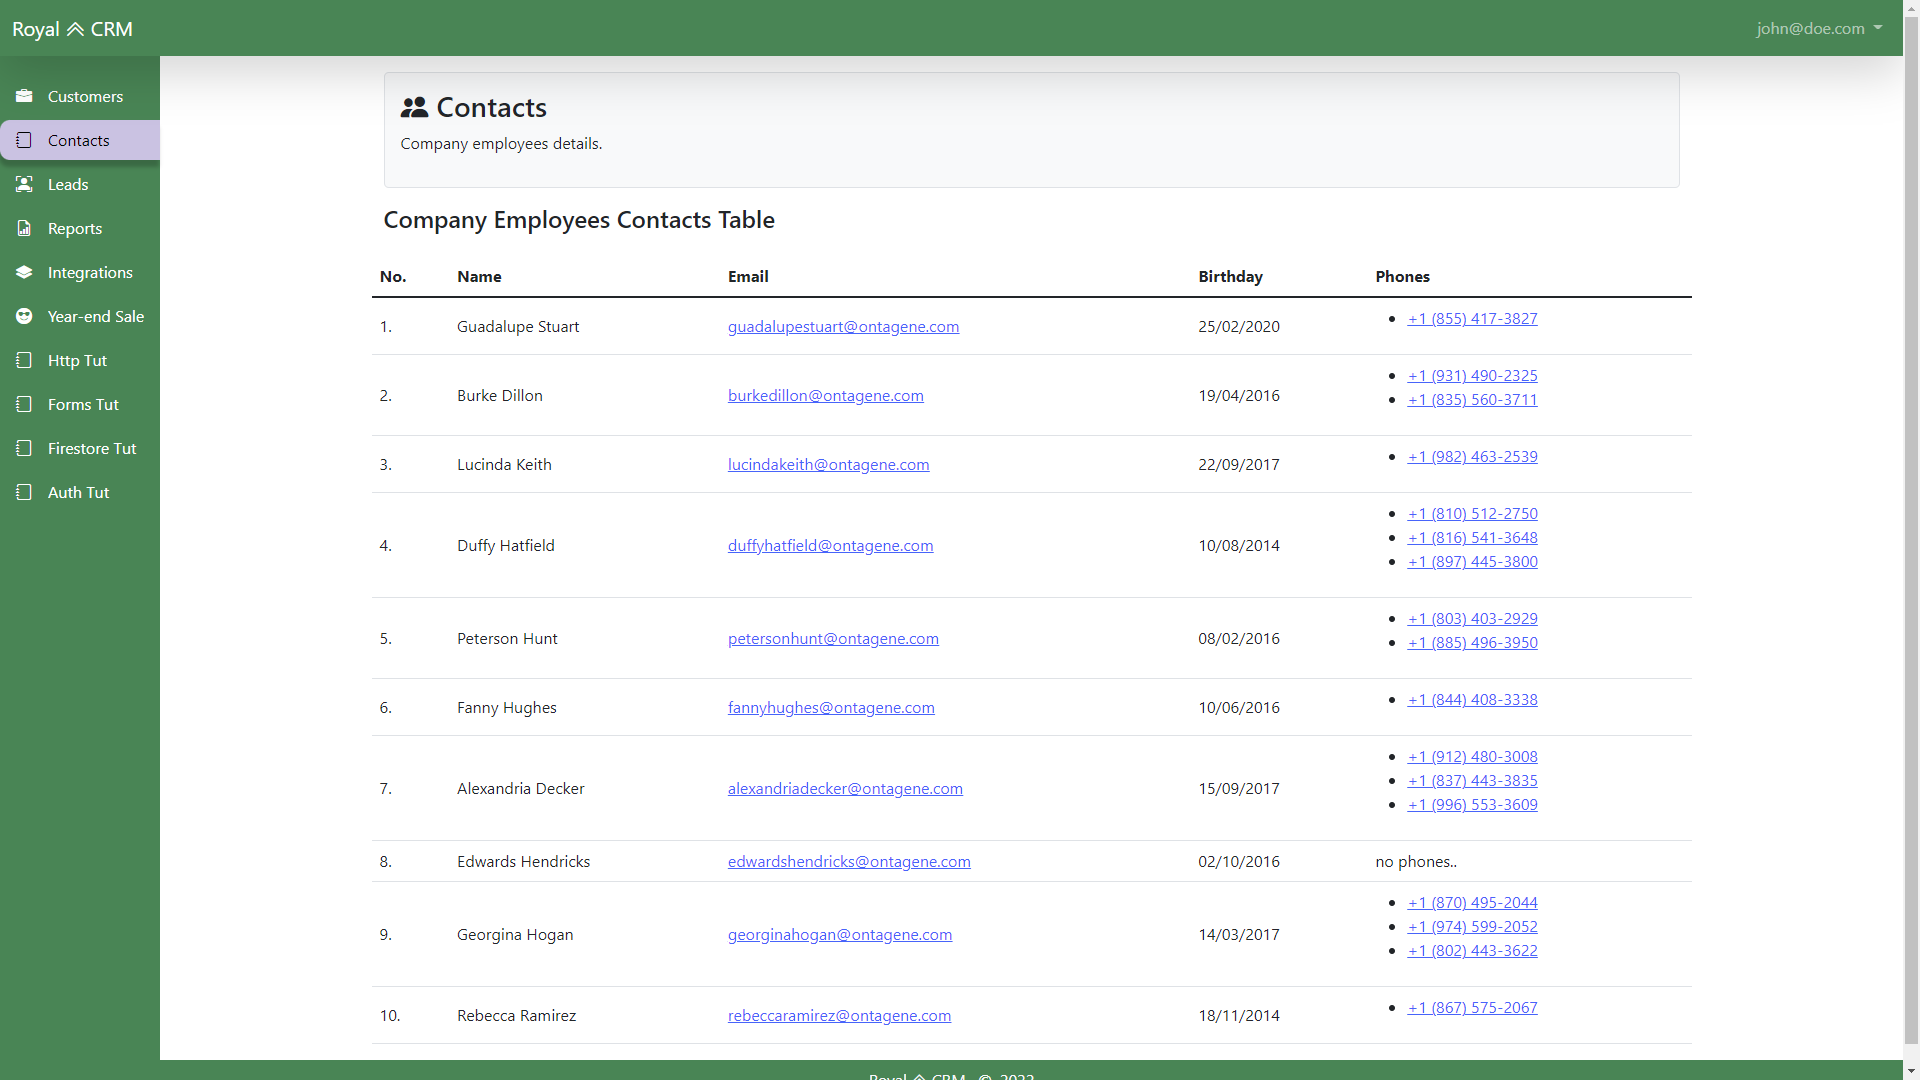 Royal CRM
john@doe.com
Customers
Contacts
Leads
Reports
Integrations
Year-end Sale
Http Tut
Forms Tut
Firestore Tut
Auth Tut
Contacts
Company employees details.
Company Employees Contacts Table
No. Name Email Birthday Phones
1. Guadalupe Stuart guadalupestuart@ontagene.com 25/02/2020 +1 (855) 417-3827
2. Burke Dillon burkedillon@ontagene.com 19/04/2016 +1 (931) 490-2325
+1 (835) 560-3711
3. Lucinda Keith lucindakeith@ontagene.com 22/09/2017 +1 (982) 463-2539
4. Duffy Hatfield duffyhatfield@ontagene.com 10/08/2014 +1 (810) 512-2750
+1 (816) 541-3648
+1 (897) 445-3800
5. Peterson Hunt petersonhunt@ontagene.com 08/02/2016 +1 (803) 403-2929
+1 (885) 496-3950
6. Fanny Hughes fannyhughes@ontagene.com 10/06/2016 +1 (844) 408-3338
7. Alexandria Decker alexandriadecker@ontagene.com 15/09/2017 +1 (912) 480-3008
+1 (837) 443-3835
+1 (996) 553-3609
8. Edwards Hendricks edwardshendricks@ontagene.com 02/10/2016 no phones..
9. Georgina Hogan georginahogan@ontagene.com 14/03/2017 +1 (870) 495-2044
+1 (974) 599-2052
+1 (802) 443-3622
10. Rebecca Ramirez rebeccaramirez@ontagene.com 18/11/2014 +1 (867) 575-2067
Royal CRM © 2022